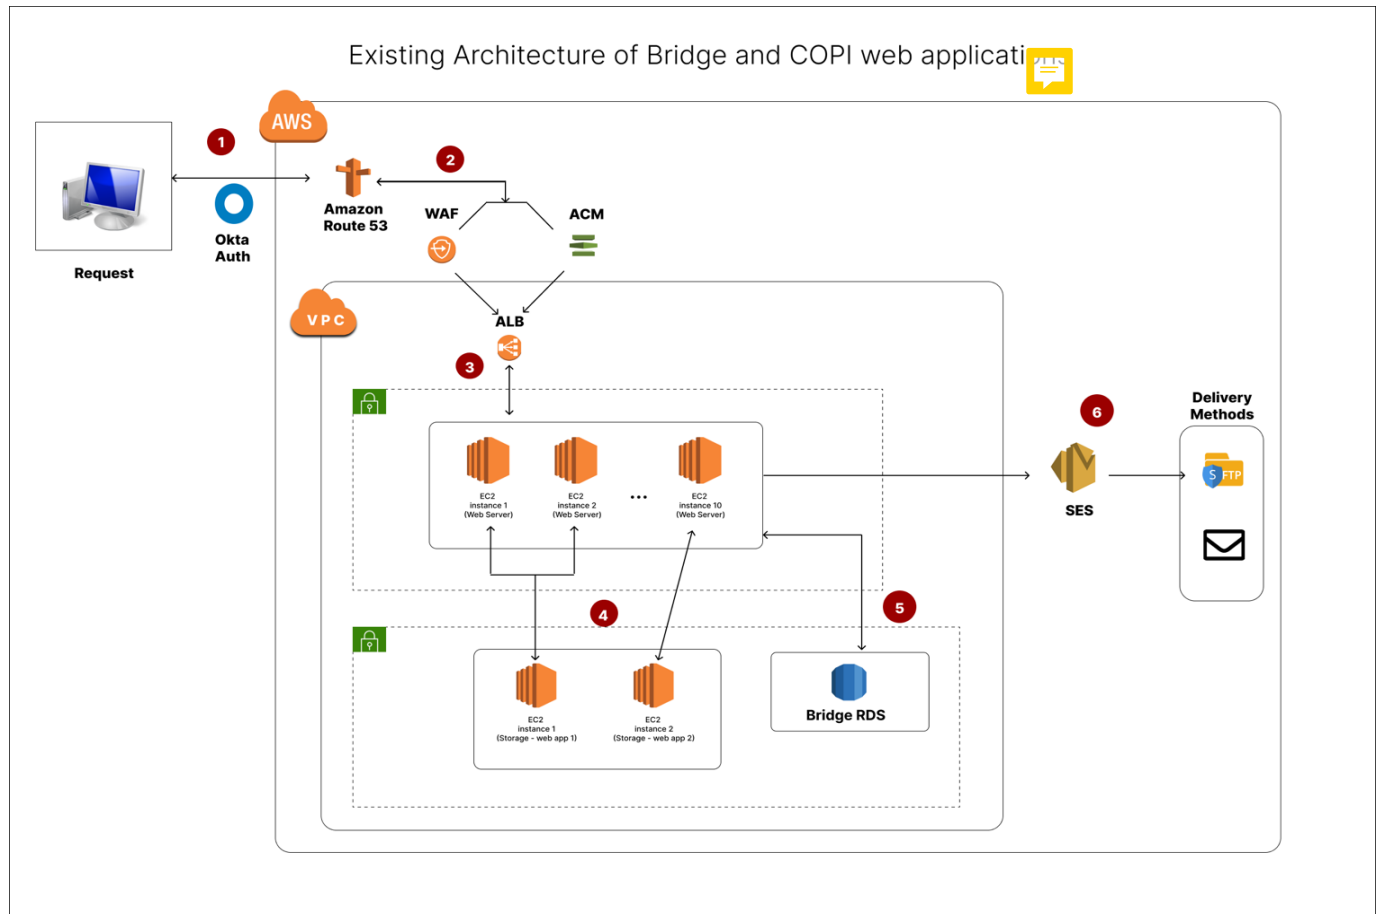 Existing Architecture of Bridge and COPI web applications
AWS
1
2
Amazon
Route 53
WAF
ACM
Okta
Auth
Request
VPC
ALB
3
6
Delivery
Methods
S
FTP
EC2
instance 1
(Web Server)
EC2
instance 2
(Web Server)
...
EC2
instance 10
(Web Server)
SES
4
5
EC2
instance 1
(Storage - web app 1)
EC2
instance 2
(Storage - web app 2)
Bridge RDS